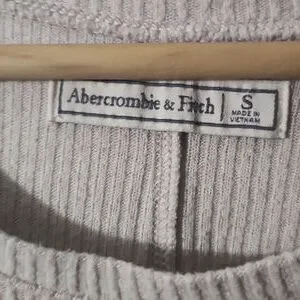 Abercrombie & Fitch
S
MADE IN
VIETNAM